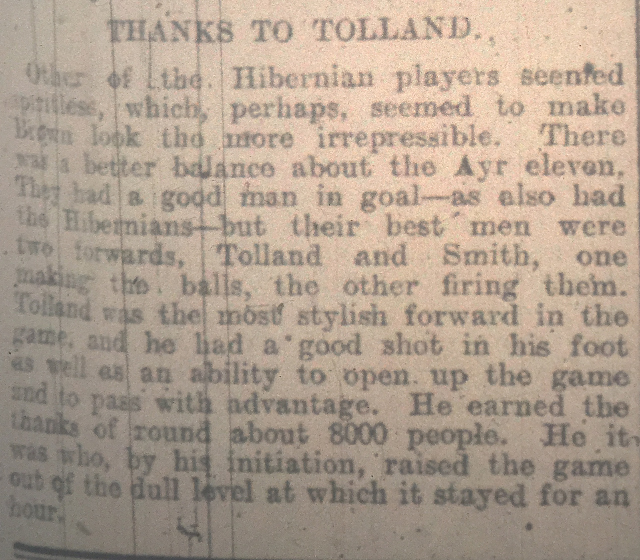 THANKS TO TOLLAND.
Other of the Hibernian players seemed
spiritless, which, perhaps, seemed to make
Brown look the more irrepressible. There
was a better balance about the Ayr eleven.
They had a good man in goal—as also had
the Hibernians—but their best men were
two forwards, Tolland and Smith, one
making the balls, the other firing them.
Tolland was the most stylish forward in the
game, and he had a good shot in his foot
as well as an ability to open up the game
and to pass with advantage. He earned the
thanks of round about 8000 people. He it
was who, by his initiation, raised the game
out of the dull level at which it stayed for an
hour.